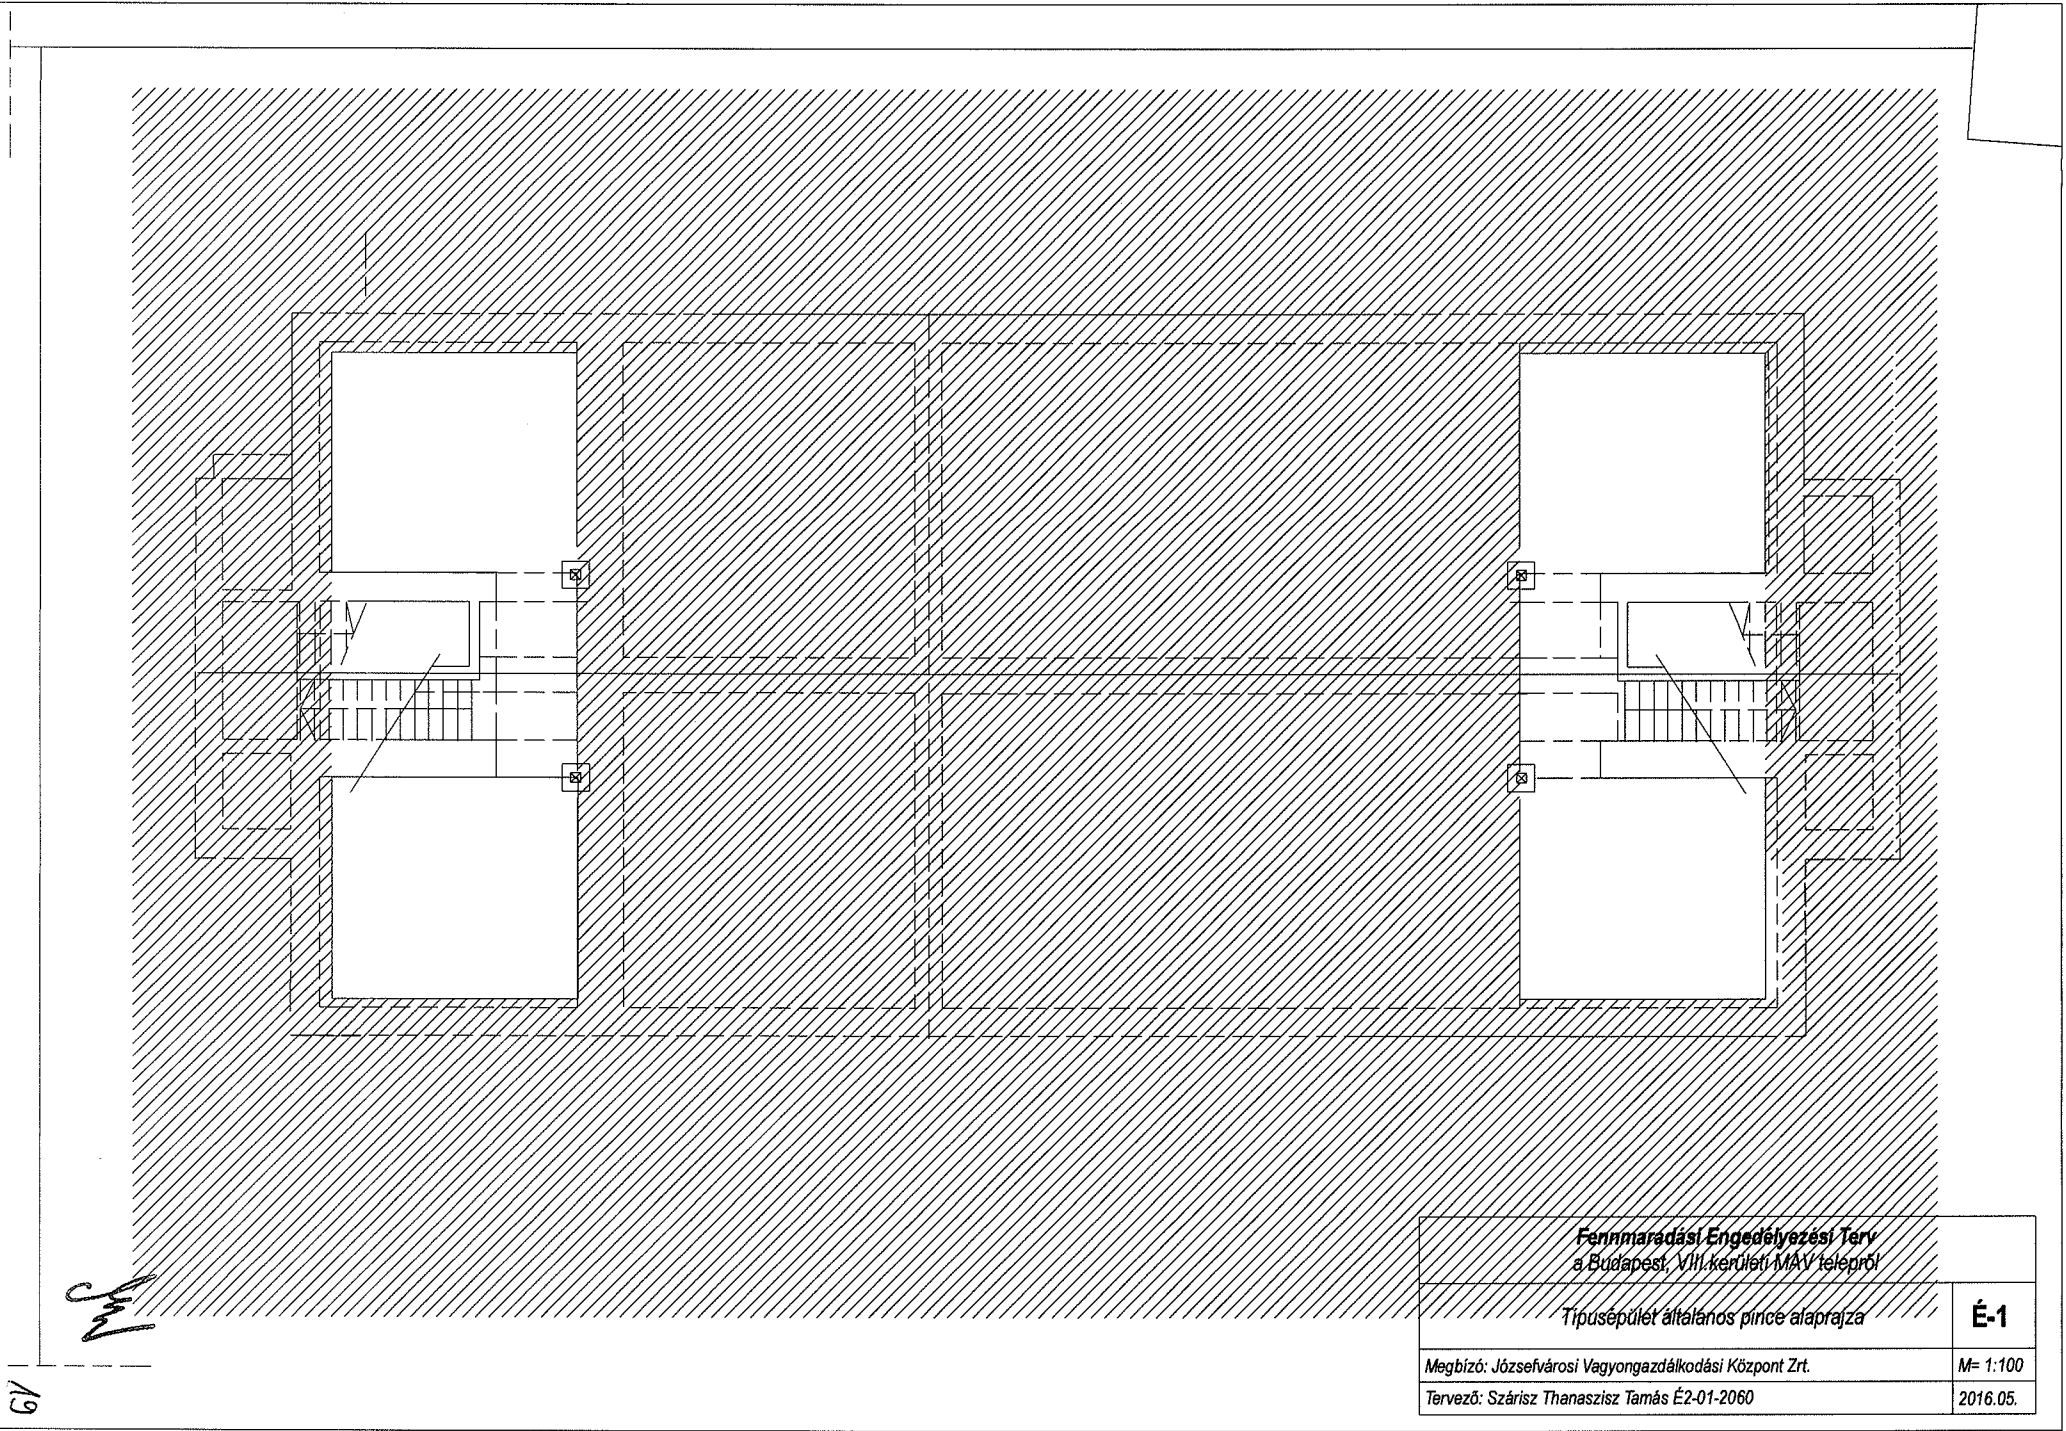 Fennmaradási Engedélyezési Terv
a Budapest, VIII. kerületi MÁV telepről
Típusépület általános pince alaprajza
É-1
Megbízó: Józsefvárosi Vagyongazdálkodási Központ Zrt.
M= 1:100
Tervező: Szárisz Thanaszisz Tamás É2-01-2060
2016.05.